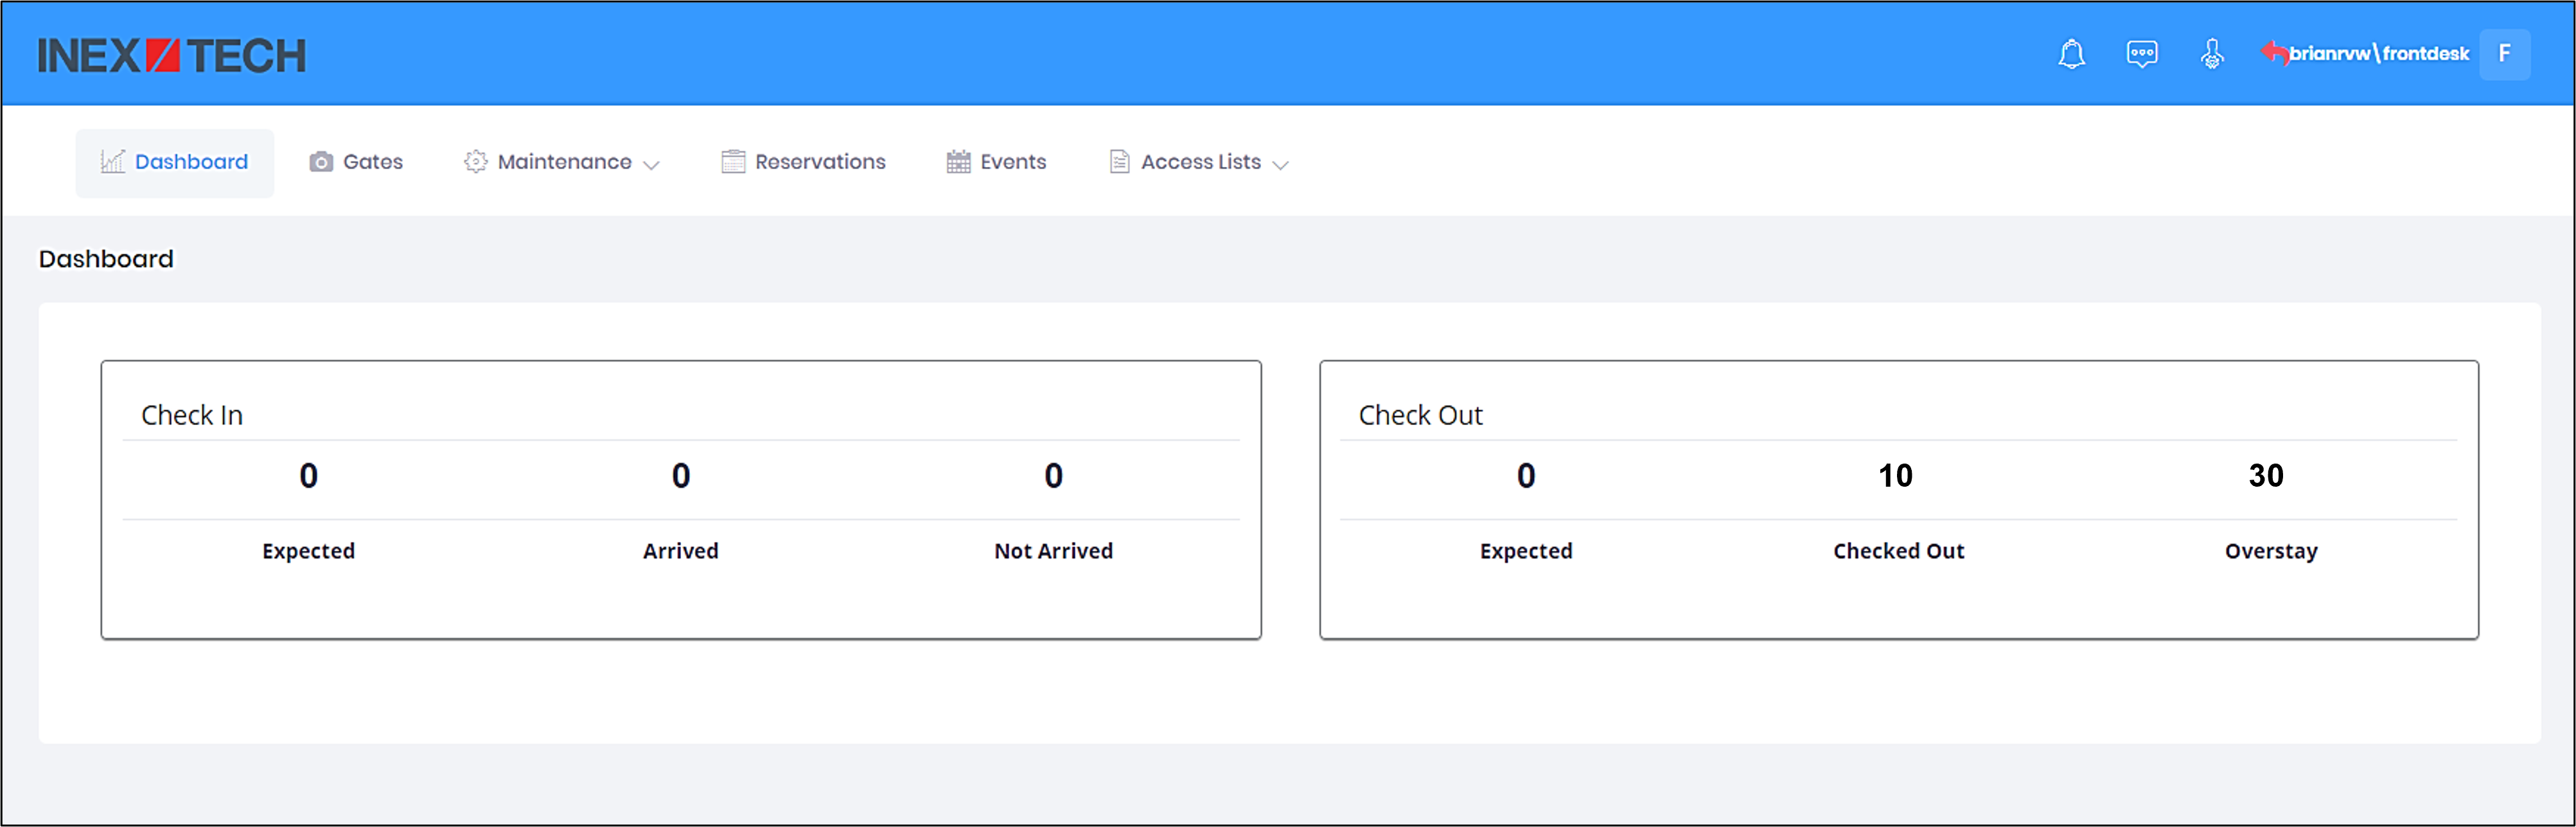 INEX TECH
brianrvw\frontdesk F
Dashboard Gates Maintenance Reservations Events Access Lists
Dashboard
Check In
0 0 0
Expected Arrived Not Arrived
Check Out
0 10 30
Expected Checked Out Overstay